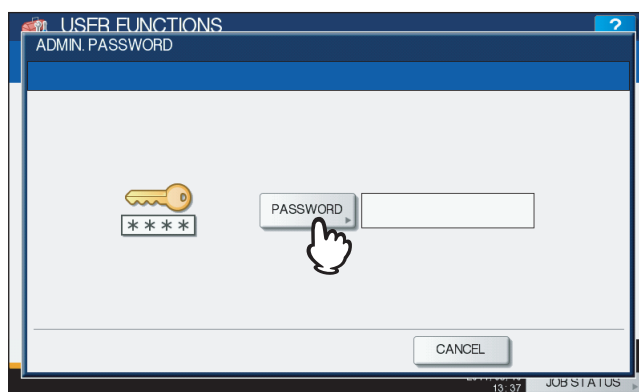 USER FUNCTIONS
?
ADMIN. PASSWORD
* * * *
PASSWORD
CANCEL
13:37
JOB STATUS